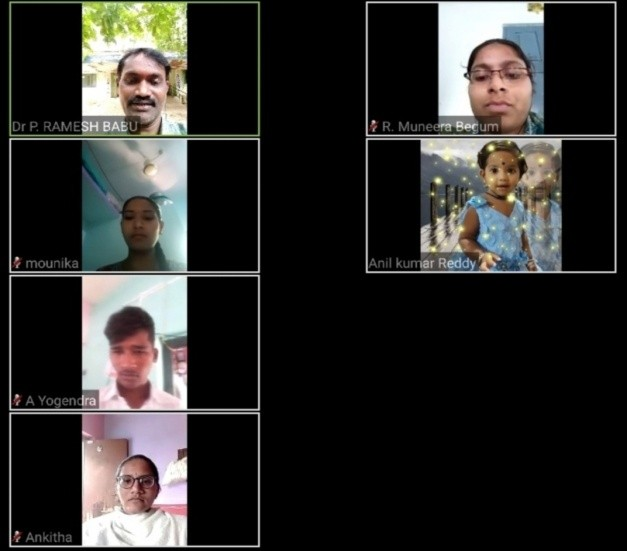 Dr P. RAMESH BABU
R. Muneera Begum
mounika
Anil kumar Reddy
A Yogendra
Ankitha